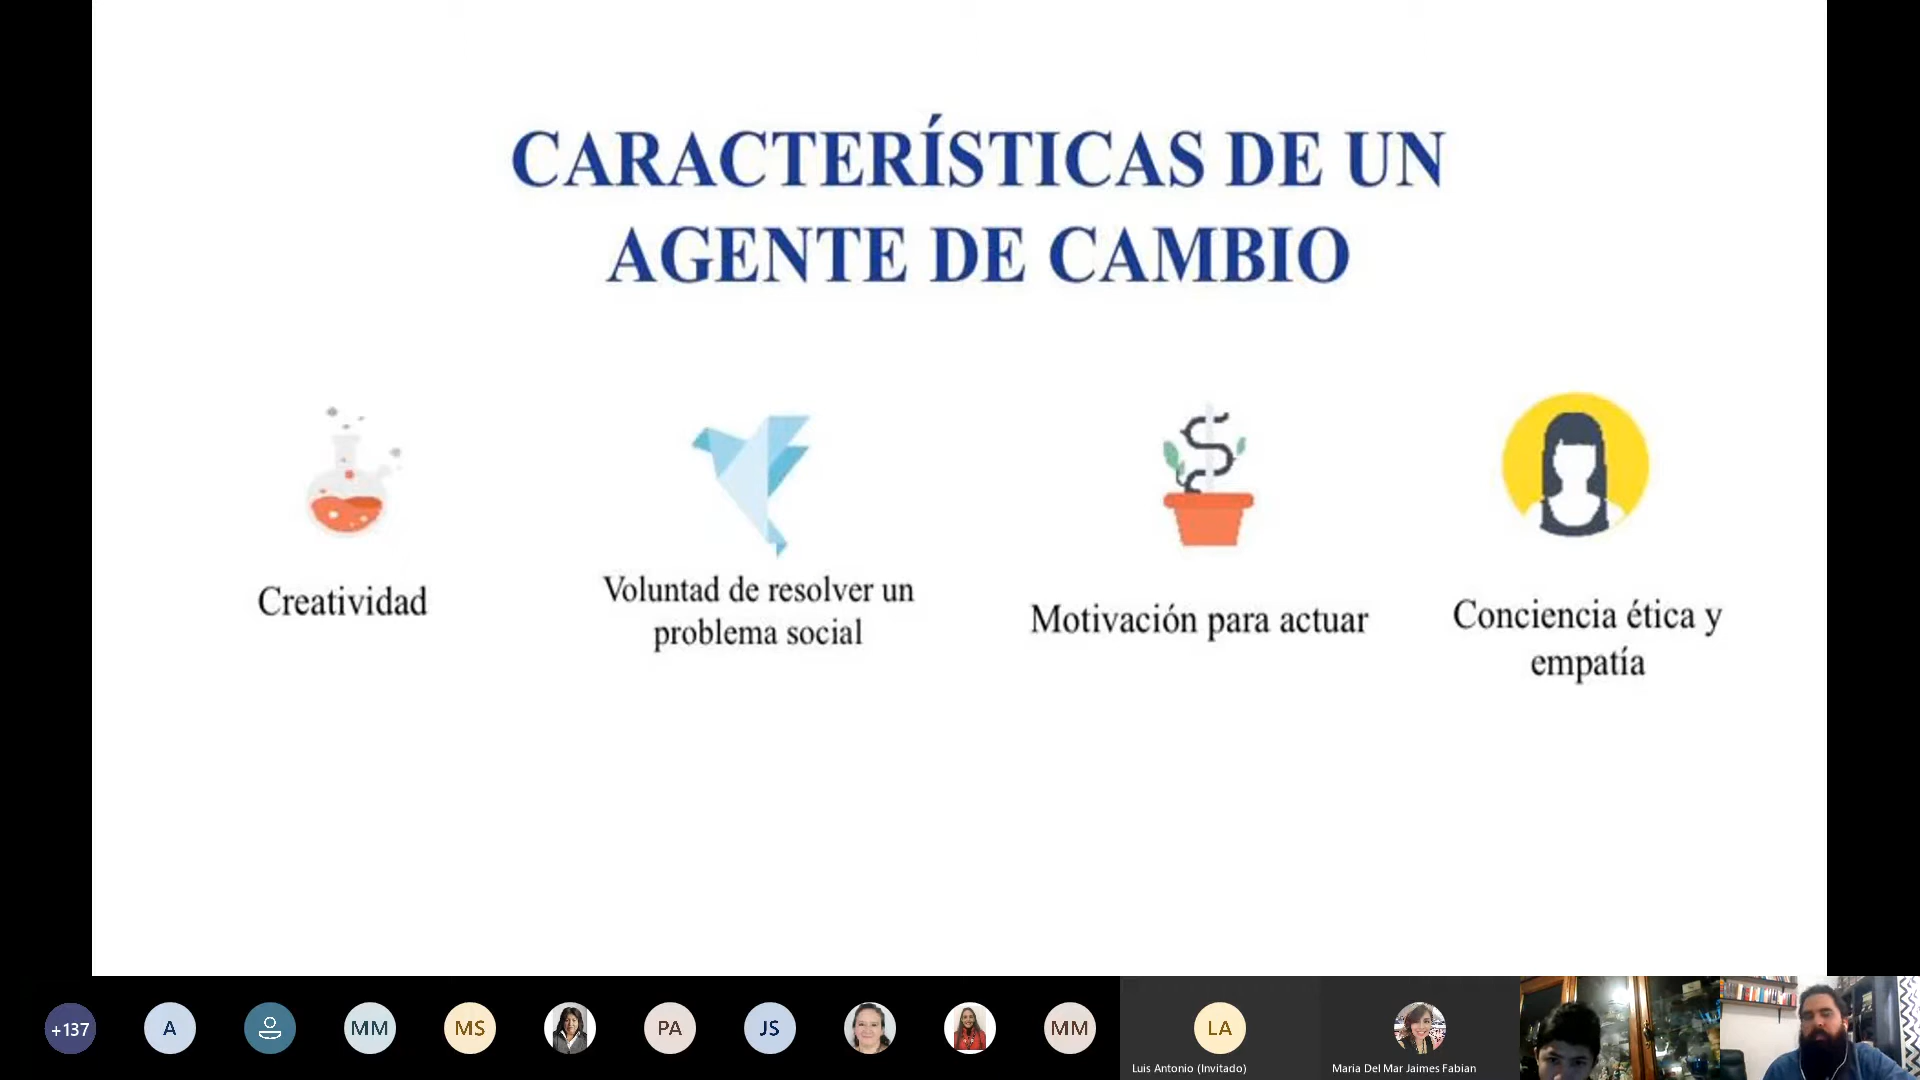 CARACTERÍSTICAS DE UN
AGENTE DE CAMBIO
Creatividad
Voluntad de resolver un
problema social
Motivación para actuar
Conciencia ética y
empatía
+137
A
MM
MS
PA
JS
MM
LA
Luis Antonio (Invitado)
Maria Del Mar Jaimes Fabian